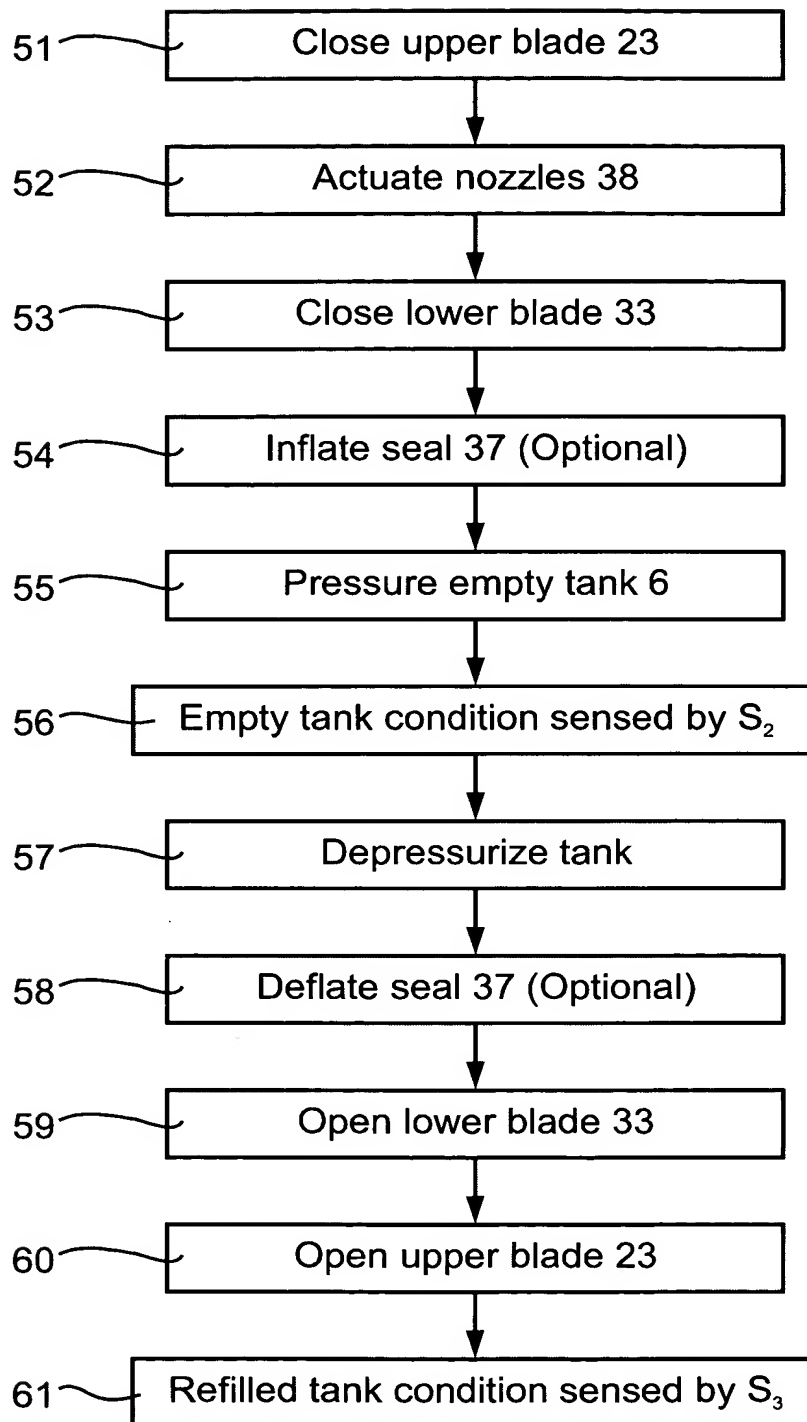 51 Close upper blade 23
52 Actuate nozzles 38
53 Close lower blade 33
54 Inflate seal 37 (Optional)
55 Pressure empty tank 6
56 Empty tank condition sensed by S₂
57 Depressurize tank
58 Deflate seal 37 (Optional)
59 Open lower blade 33
60 Open upper blade 23
61 Refilled tank condition sensed by S₃